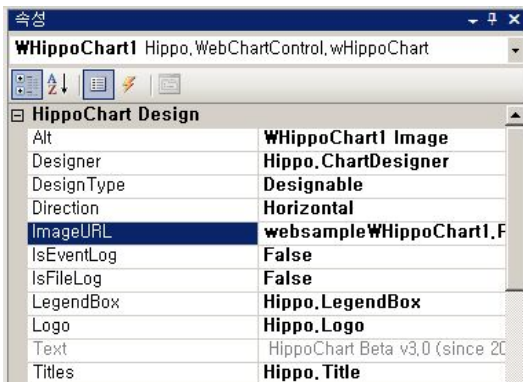 속성
WHippoChart1 Hippo.WebChartControl.wHippoChart
HippoChart Design
Alt WHippoChart1 Image
Designer Hippo.ChartDesigner
DesignType Designable
Direction Horizontal
ImageURL websample₩HippoChart1.F
IsEventLog False
IsFileLog False
LegendBox Hippo.LegendBox
Logo Hippo.Logo
Text HippoChart Beta v3.0 (since 20
Titles Hippo.Title